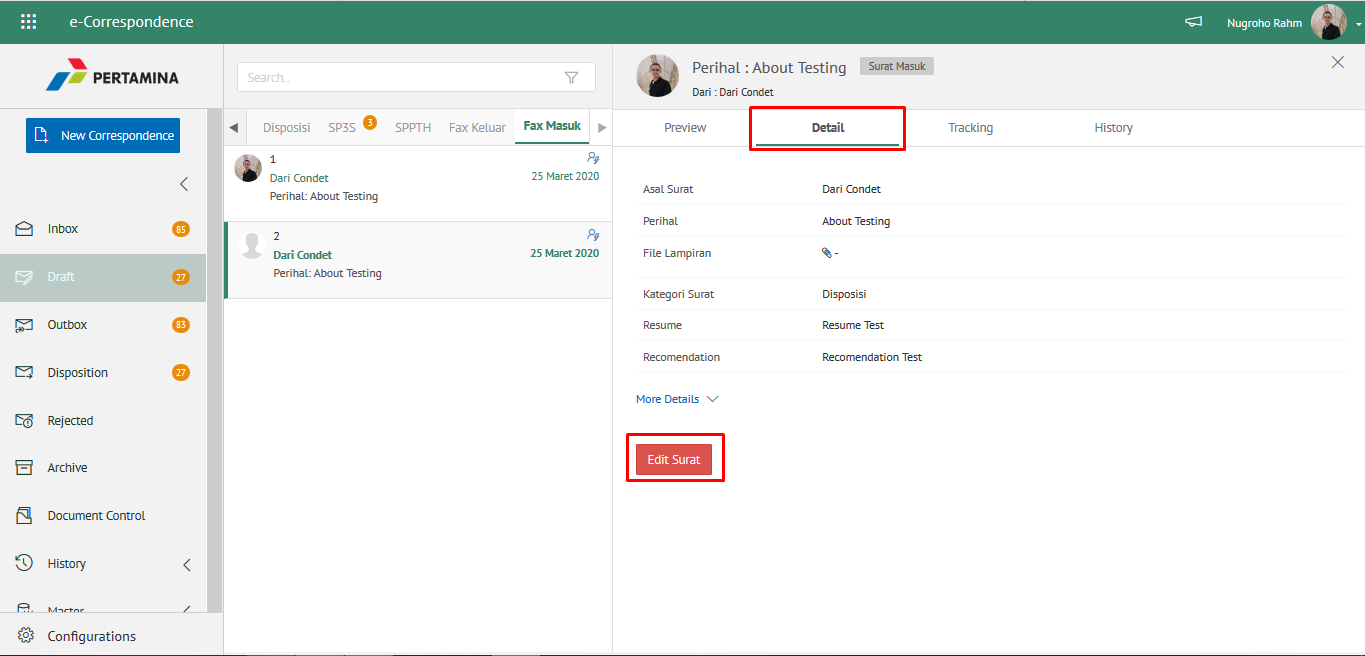 e-Correspondence
Nugroho Rahm
PERTAMINA
New Correspondence
Inbox 85
Draft 27
Outbox 83
Disposition 27
Rejected
Archive
Document Control
History
Master
Configurations
Search..
Disposisi SP3S 3 SPPTH Fax Keluar Fax Masuk
1
Dari Condet 25 Maret 2020
Perihal: About Testing
2
Dari Condet 25 Maret 2020
Perihal: About Testing
Perihal : About Testing Surat Masuk
Dari : Dari Condet
Preview Detail Tracking History
Asal Surat Dari Condet
Perihal About Testing
File Lampiran -
Kategori Surat Disposisi
Resume Resume Test
Recomendation Recomendation Test
More Details
Edit Surat